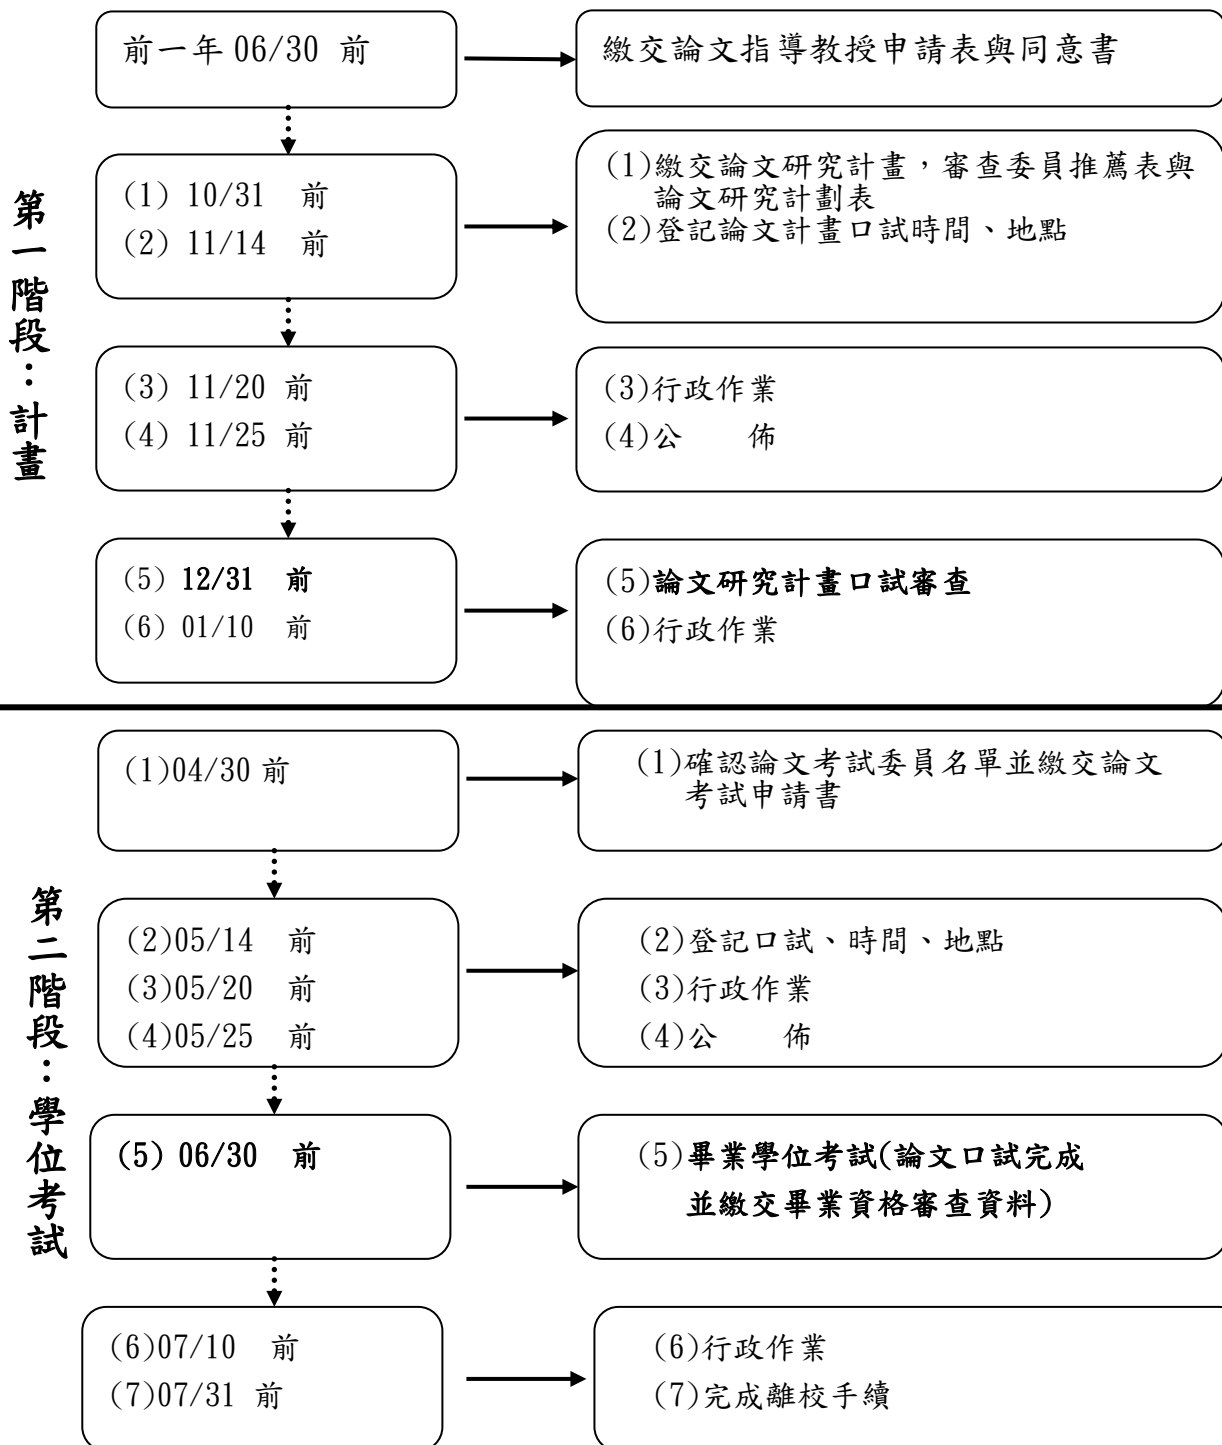 第一階段：計畫
前一年 06/30 前
繳交論文指導教授申請表與同意書
(1) 10/31 前
(2) 11/14 前
(1)繳交論文研究計畫，審查委員推薦表與
論文研究計劃表
(2)登記論文計畫口試時間、地點
(3) 11/20 前
(4) 11/25 前
(3)行政作業
(4)公 佈
(5) 12/31 前
(6) 01/10 前
(5)論文研究計畫口試審查
(6)行政作業
第二階段：學位考試
(1)04/30 前
(1)確認論文考試委員名單並繳交論文
考試申請書
(2)05/14 前
(3)05/20 前
(4)05/25 前
(2)登記口試、時間、地點
(3)行政作業
(4)公 佈
(5) 06/30 前
(5)畢業學位考試(論文口試完成
並繳交畢業資格審查資料)
(6)07/10 前
(7)07/31 前
(6)行政作業
(7)完成離校手續